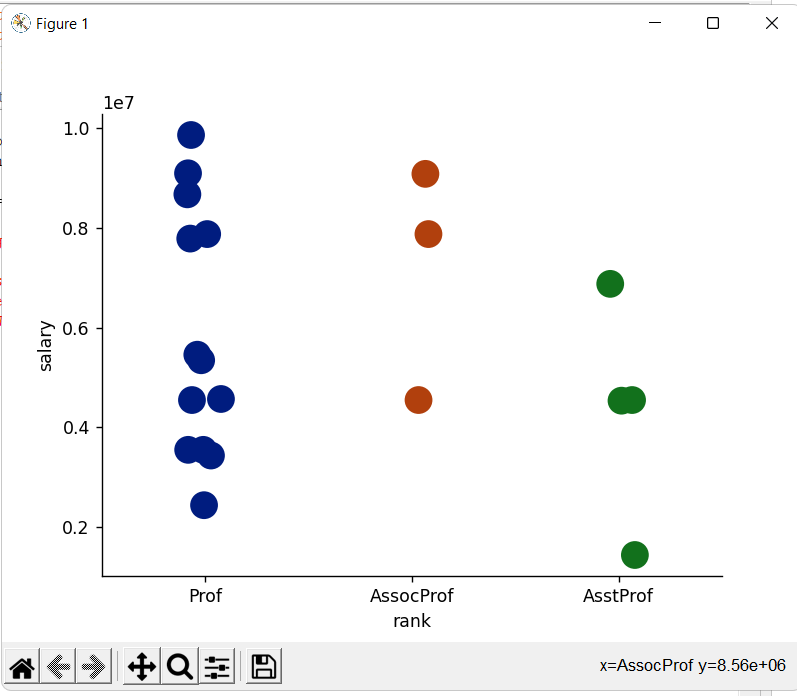 Figure 1
1e7
1.0
0.8
0.6
0.4
0.2
salary
Prof AssocProf AsstProf
rank
x=AssocProf y=8.56e+06